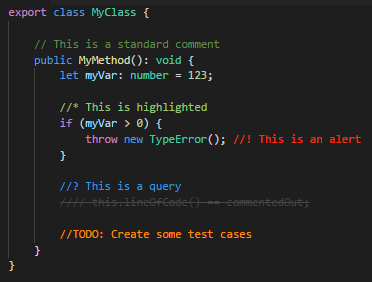 export class MyClass {
// This is a standard comment
public MyMethod(): void {
let myVar: number = 123;
//* This is highlighted
if (myVar > 0) {
throw new TypeError(); //! This is an alert
}
//? This is a query
//// this.lineOfCode() == commentedOut;
//TODO: Create some test cases
}
}